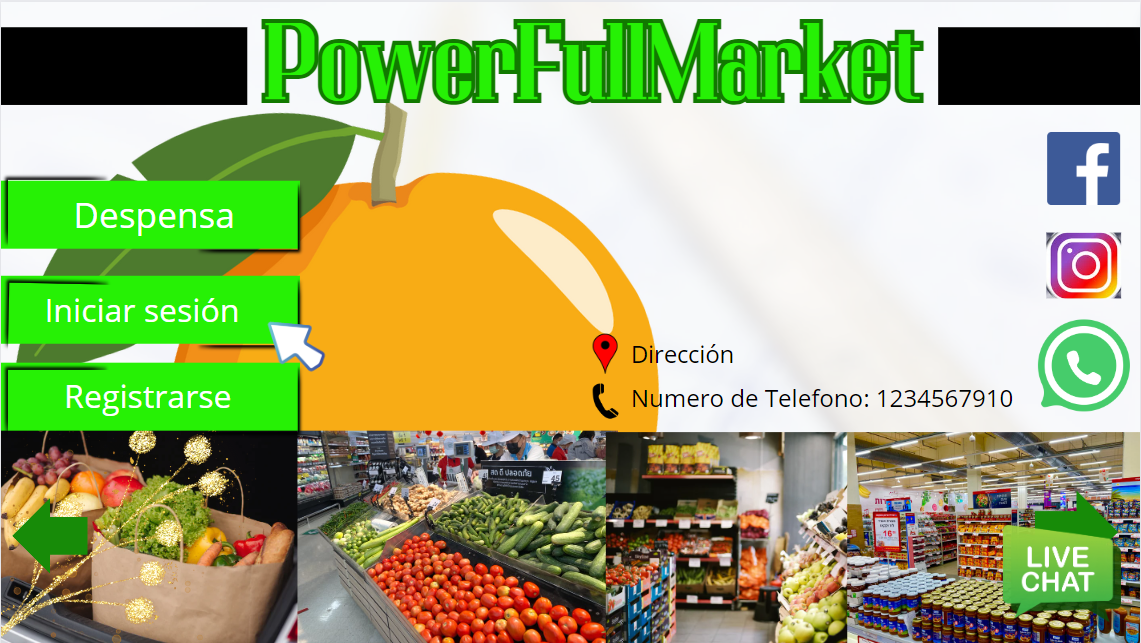 PowerFullMarket
Despensa
Iniciar sesión
Registrarse
Dirección
Numero de Telefono: 1234567910
LIVE
CHAT